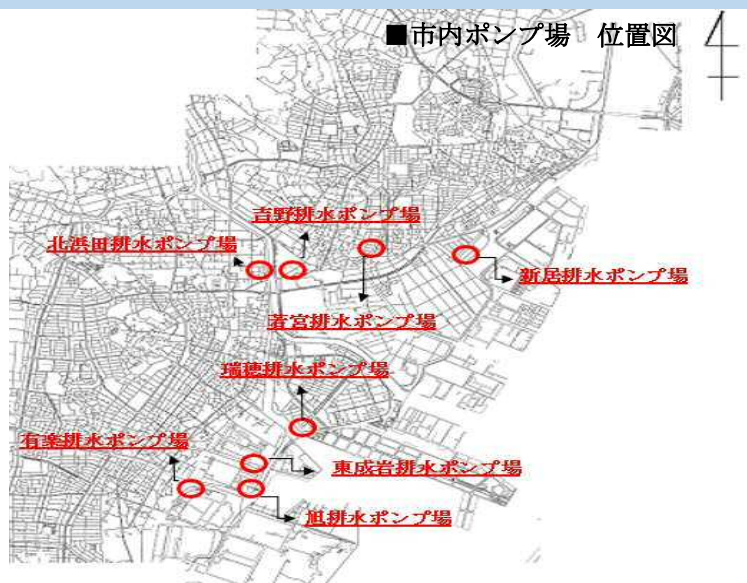 ■市内ポンプ場　位置図
吉野排水ポンプ場
北浜田排水ポンプ場
新居排水ポンプ場
若宮排水ポンプ場
瑞穂排水ポンプ場
有楽排水ポンプ場
東成岩排水ポンプ場
旭排水ポンプ場